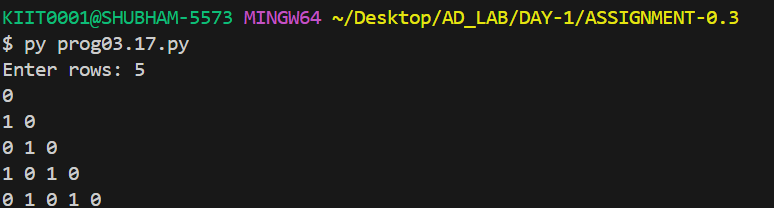 KIIT0001@SHUBHAM-5573 MINGW64 ~/Desktop/AD_LAB/DAY-1/ASSIGNMENT-0.3
$ py prog03.17.py
Enter rows: 5
0
1 0
0 1 0
1 0 1 0
0 1 0 1 0